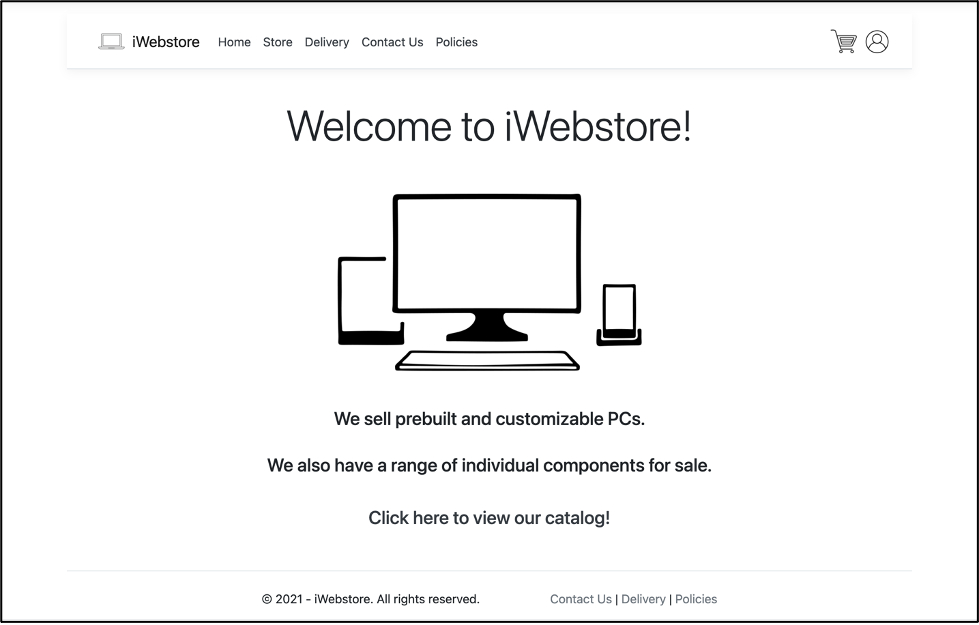 iWebstore Home Store Delivery Contact Us Policies
Welcome to iWebstore!
We sell prebuilt and customizable PCs.
We also have a range of individual components for sale.
Click here to view our catalog!
© 2021 - iWebstore. All rights reserved. Contact Us | Delivery | Policies